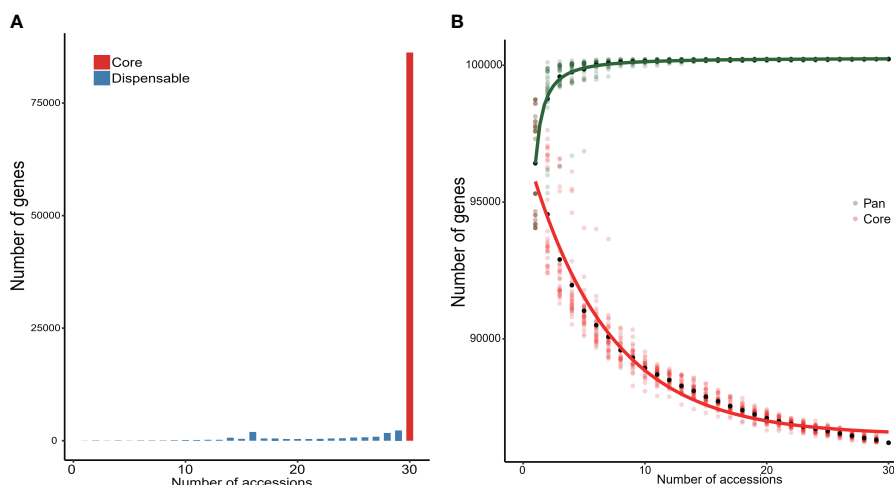 A
Core
Dispensable
75000
50000
25000
0
Number of genes
0
10
20
30
Number of accessions
B
100000
95000
90000
Number of genes
Pan
Core
0
10
20
30
Number of accessions